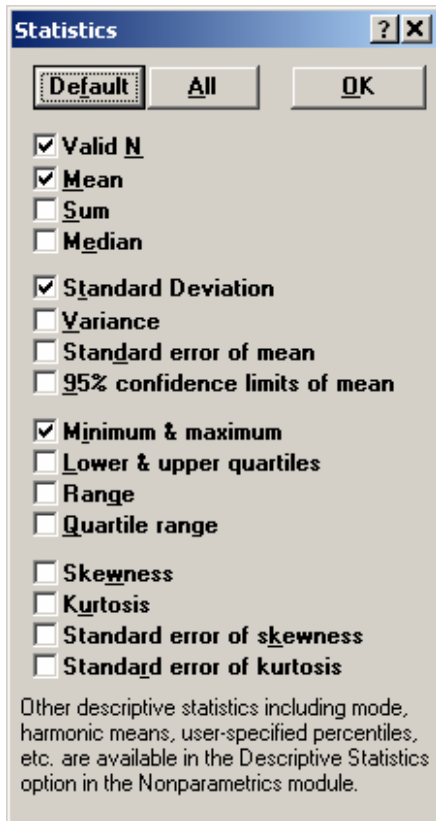 Statistics
Default All OK
Valid N
Mean
Sum
Median
Standard Deviation
Variance
Standard error of mean
95% confidence limits of mean
Minimum & maximum
Lower & upper quartiles
Range
Quartile range
Skewness
Kurtosis
Standard error of skewness
Standard error of kurtosis
Other descriptive statistics including mode,
harmonic means, user-specified percentiles,
etc. are available in the Descriptive Statistics
option in the Nonparametrics module.